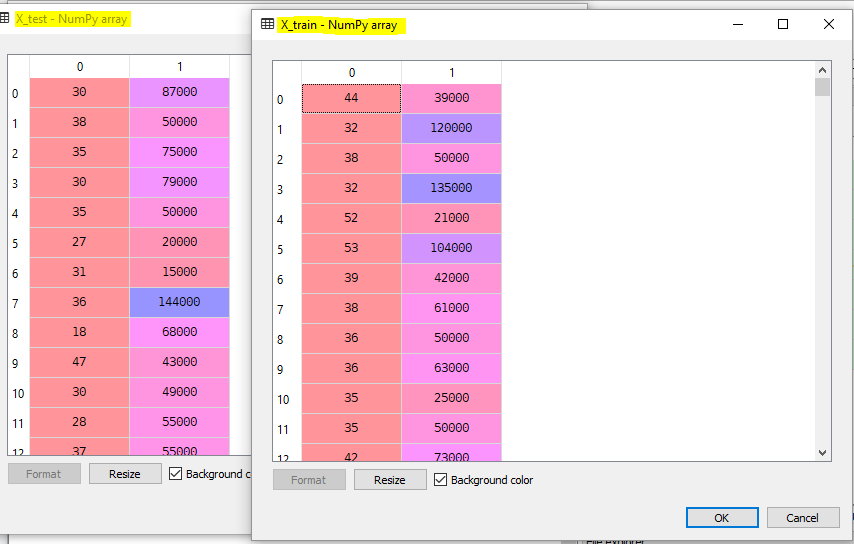 X_test - NumPy array
0 1
0 30 87000
1 38 50000
2 35 75000
3 30 79000
4 35 50000
5 27 20000
6 31 15000
7 36 144000
8 18 68000
9 47 43000
10 30 49000
11 28 55000
12 37 55000
Format Resize Background c
X_train - NumPy array
0 1
0 44 39000
1 32 120000
2 38 50000
3 32 135000
4 52 21000
5 53 104000
6 39 42000
7 38 61000
8 36 50000
9 36 63000
10 35 25000
11 35 50000
12 42 73000
Format Resize Background color
OK Cancel
File explorer